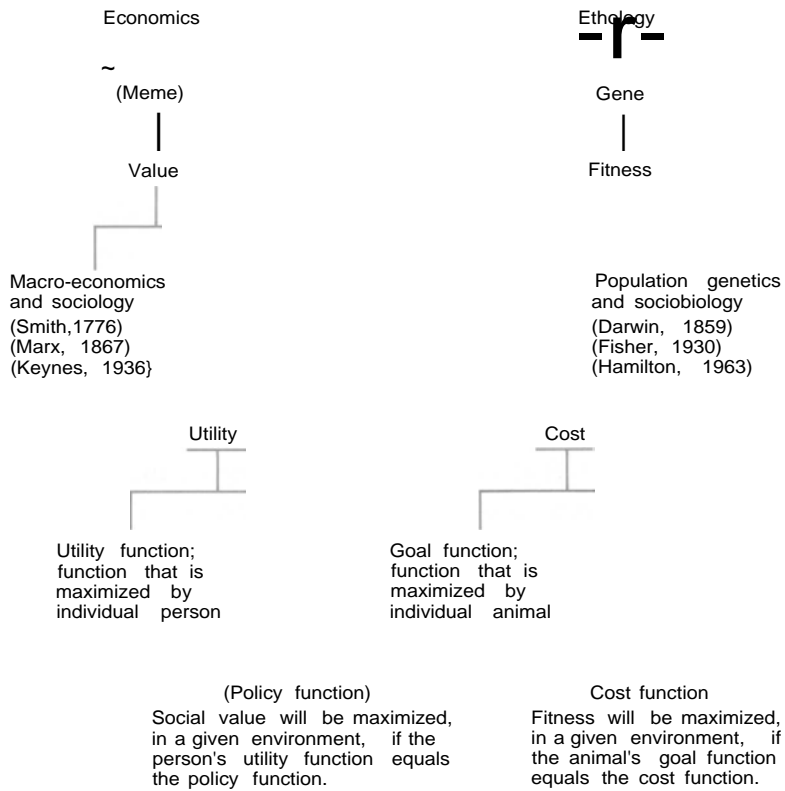 Economics
Ethology
~
(Meme)
Gene
Value
Fitness
Macro-economics
and sociology
(Smith,1776)
(Marx, 1867)
(Keynes, 1936}
Population genetics
and sociobiology
(Darwin, 1859)
(Fisher, 1930)
(Hamilton, 1963)
Utility
Cost
Utility function;
function that is
maximized by
individual person
Goal function;
function that is
maximized by
individual animal
(Policy function)
Social value will be maximized,
in a given environment, if the
person's utility function equals
the policy function.
Cost function
Fitness will be maximized,
in a given environment, if
the animal's goal function
equals the cost function.